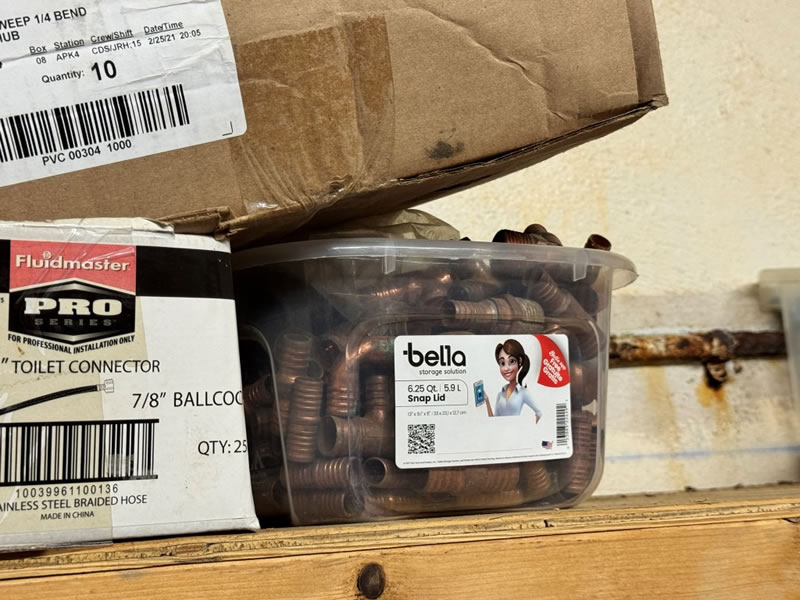 WEEP 1/4 BEND
HUB
Box Station Crew/Shift Date/Time
08 APK4 CDS/JRH:15 2/25/21 20:05
Quantity: 10
PVC 00304 1000
Fluidmaster
PRO
SERIES
FOR PROFESSIONAL INSTALLATION ONLY
" TOILET CONNECTOR
7/8" BALLCOC
QTY: 25
10039961100136
AINLESS STEEL BRAIDED HOSE
MADE IN CHINA
bella
storage solution
6.25 Qt. | 5.9 L
Snap Lid